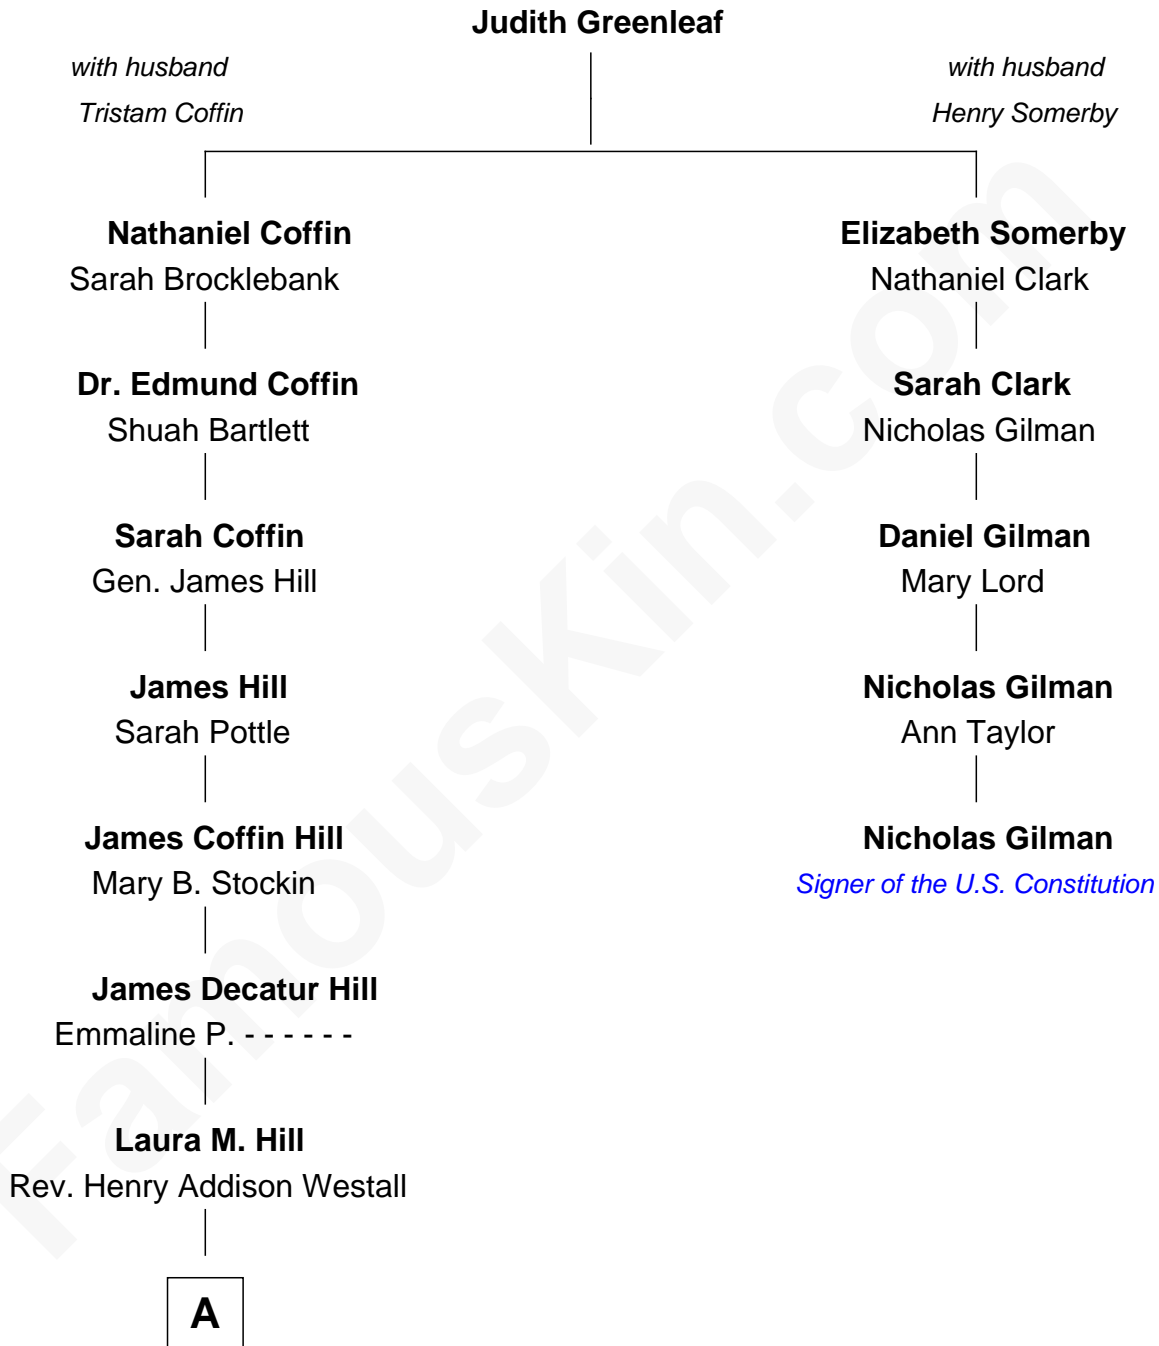 Judith Greenleaf
with husband
Tristam Coffin
with husband
Henry Somerby
Nathaniel Coffin
Sarah Brocklebank
Elizabeth Somerby
Nathaniel Clark
Dr. Edmund Coffin
Shuah Bartlett
Sarah Clark
Nicholas Gilman
Sarah Coffin
Gen. James Hill
Daniel Gilman
Mary Lord
James Hill
Sarah Pottle
Nicholas Gilman
Ann Taylor
James Coffin Hill
Mary B. Stockin
Nicholas Gilman
Signer of the U.S. Constitution
James Decatur Hill
Emmaline P. - - - - - -
Laura M. Hill
Rev. Henry Addison Westall
A
FamousKin.com